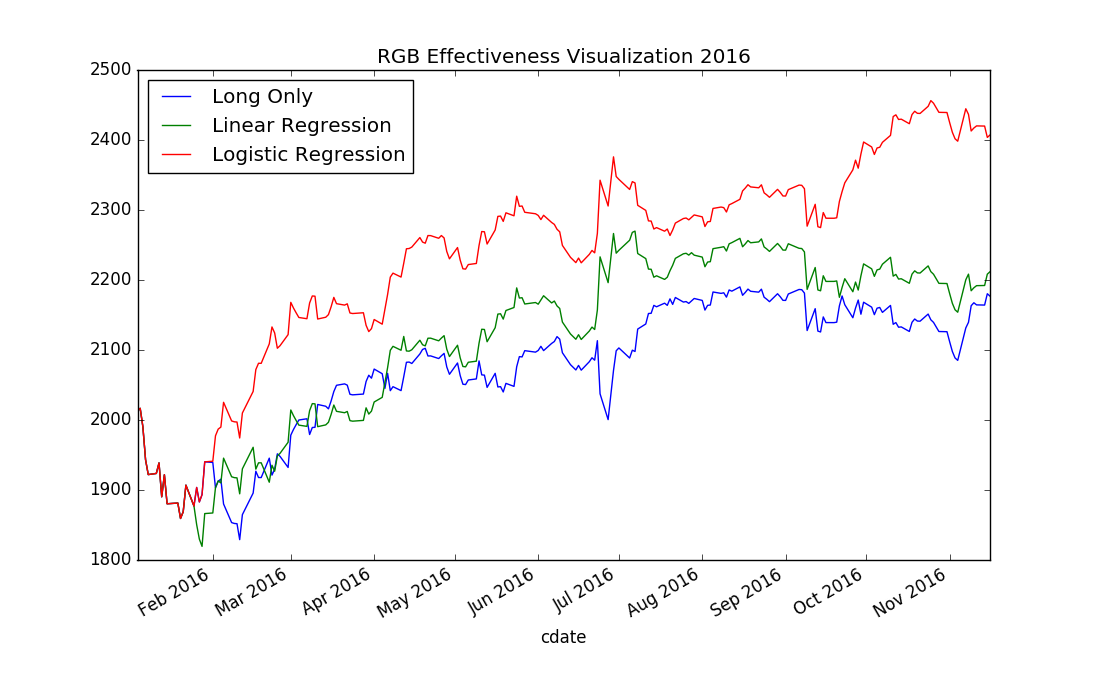 RGB Effectiveness Visualization 2016
2500
2400
2300
2200
2100
2000
1900
1800
Long Only
Linear Regression
Logistic Regression
Feb 2016
Mar 2016
Apr 2016
May 2016
Jun 2016
Jul 2016
Aug 2016
Sep 2016
Oct 2016
Nov 2016
cdate